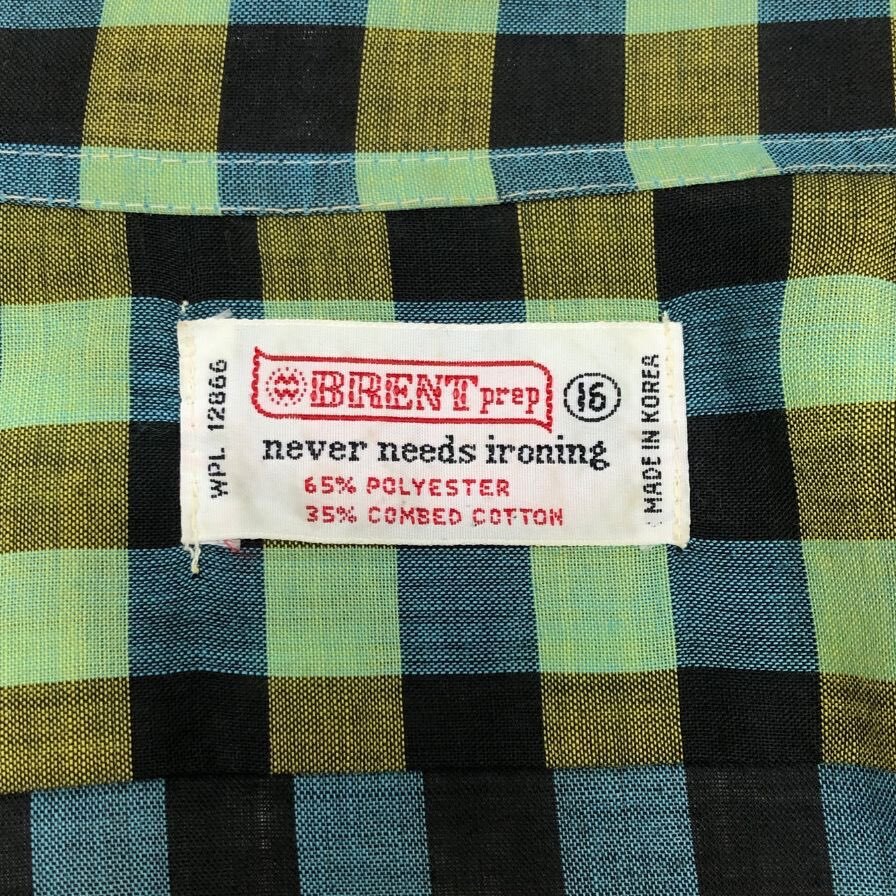 WPL 12866
BRENT prep 16
never needs ironing
65% POLYESTER
35% COMBED COTTON
MADE IN KOREA